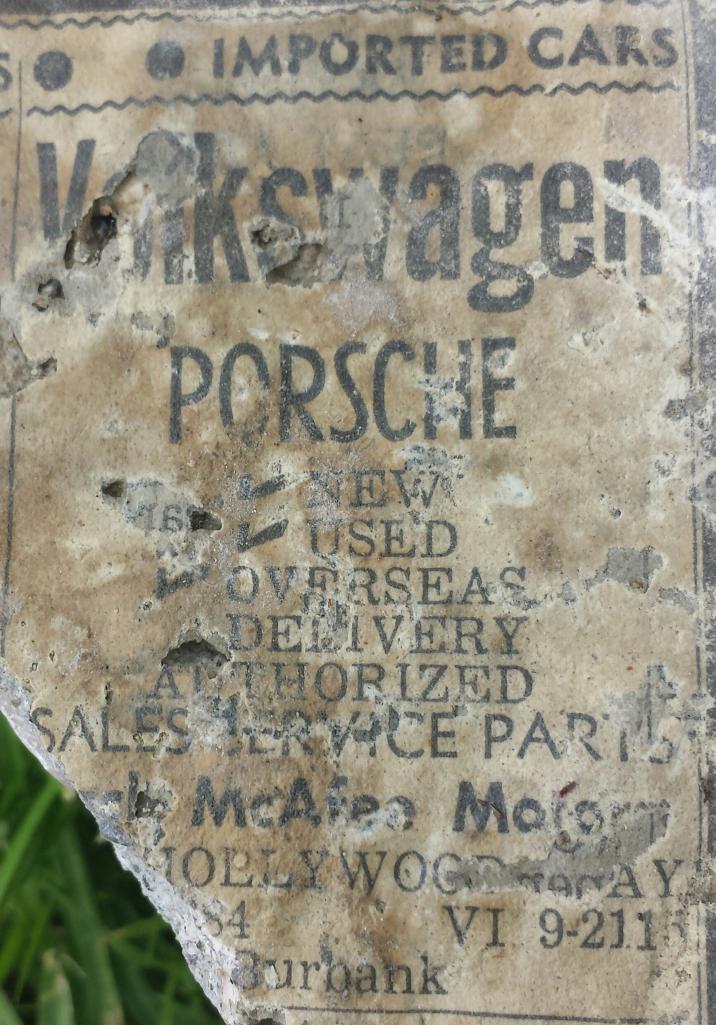 IMPORTED CARS
Volkswagen
PORSCHE
NEW
USED
OVERSEAS
DELIVERY
AUTHORIZED
SALES SERVICE PARTS
McAfee Motors
HOLLYWOOD
84 VI 9-211
Burbank